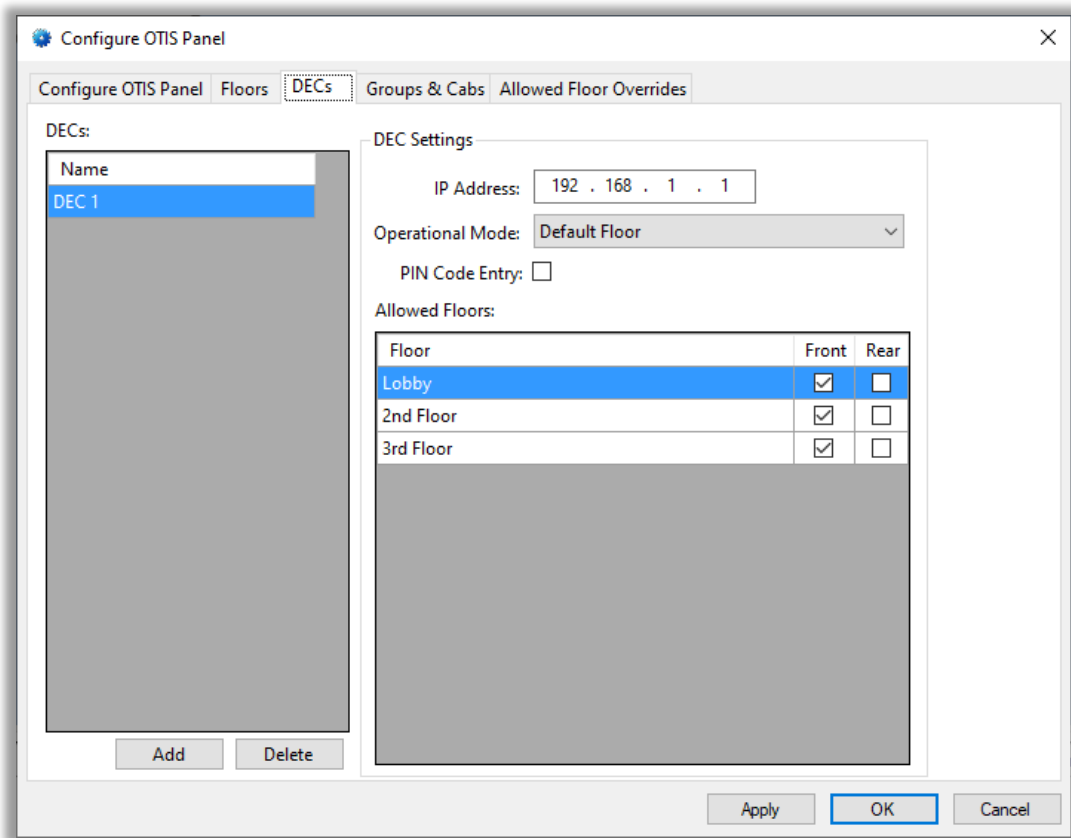 Configure OTIS Panel
Configure OTIS Panel Floors DECs Groups & Cabs Allowed Floor Overrides
DECs:
Name
DEC 1
Add Delete
DEC Settings
IP Address: 192 . 168 . 1 . 1
Operational Mode: Default Floor
PIN Code Entry:
Allowed Floors:
Floor Front Rear
Lobby
2nd Floor
3rd Floor
Apply OK Cancel